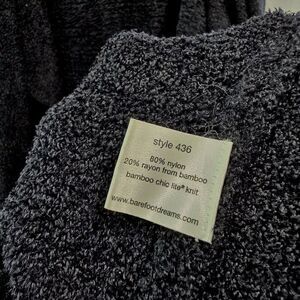 style 436
80% nylon
20% rayon from bamboo
bamboo chic lite® knit
www.barefootdreams.com